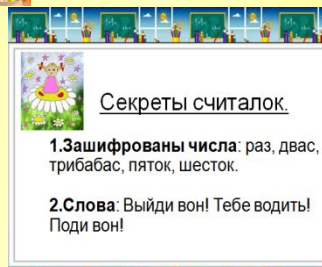 Секреты считалок.
1.Зашифрованы числа: раз, двас,
трибабас, пяток, шесток.
2.Слова: Выйди вон! Тебе водить!
Поди вон!